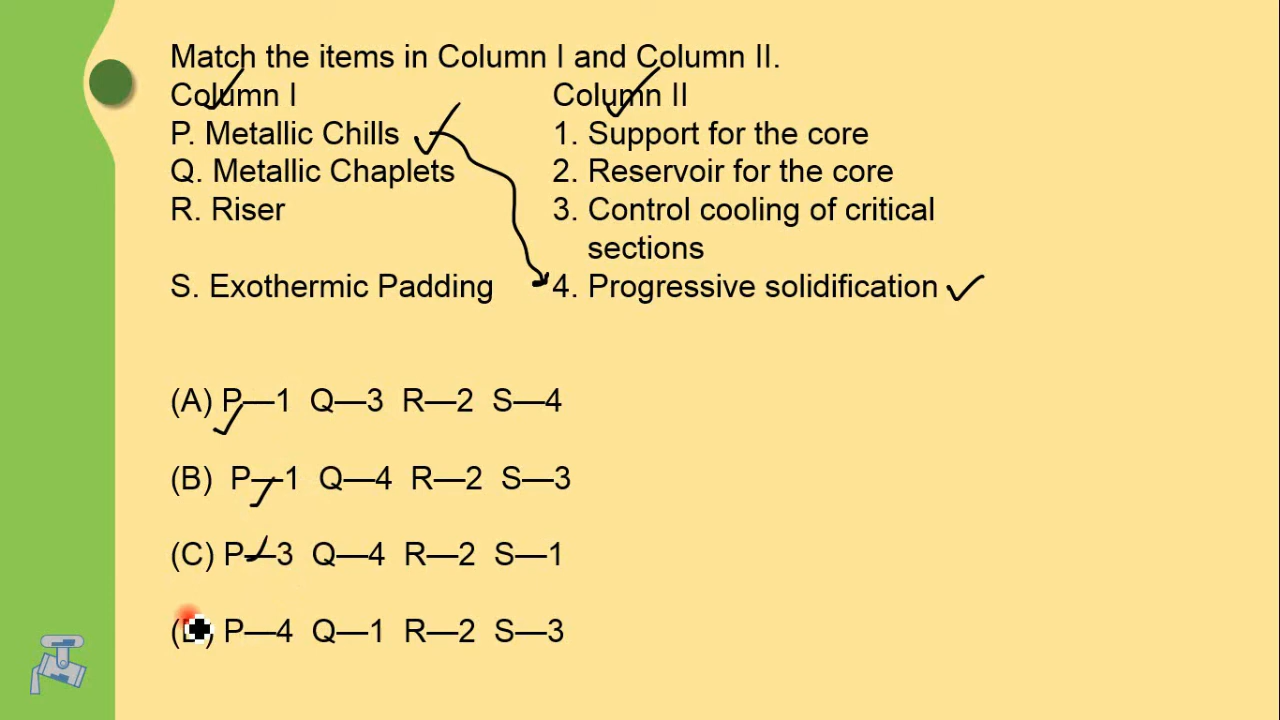 Match the items in Column I and Column II.
Column I Column II
P. Metallic Chills 1. Support for the core
Q. Metallic Chaplets 2. Reservoir for the core
R. Riser 3. Control cooling of critical
sections
S. Exothermic Padding 4. Progressive solidification
(A) P—1 Q—3 R—2 S—4
(B) P—1 Q—4 R—2 S—3
(C) P—3 Q—4 R—2 S—1
P—4 Q—1 R—2 S—3